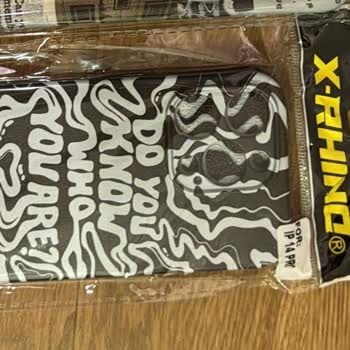 DO YOU
KNOW
WHO
YOU ARE?
X-RHINO®
FOR:
IP 14 PR